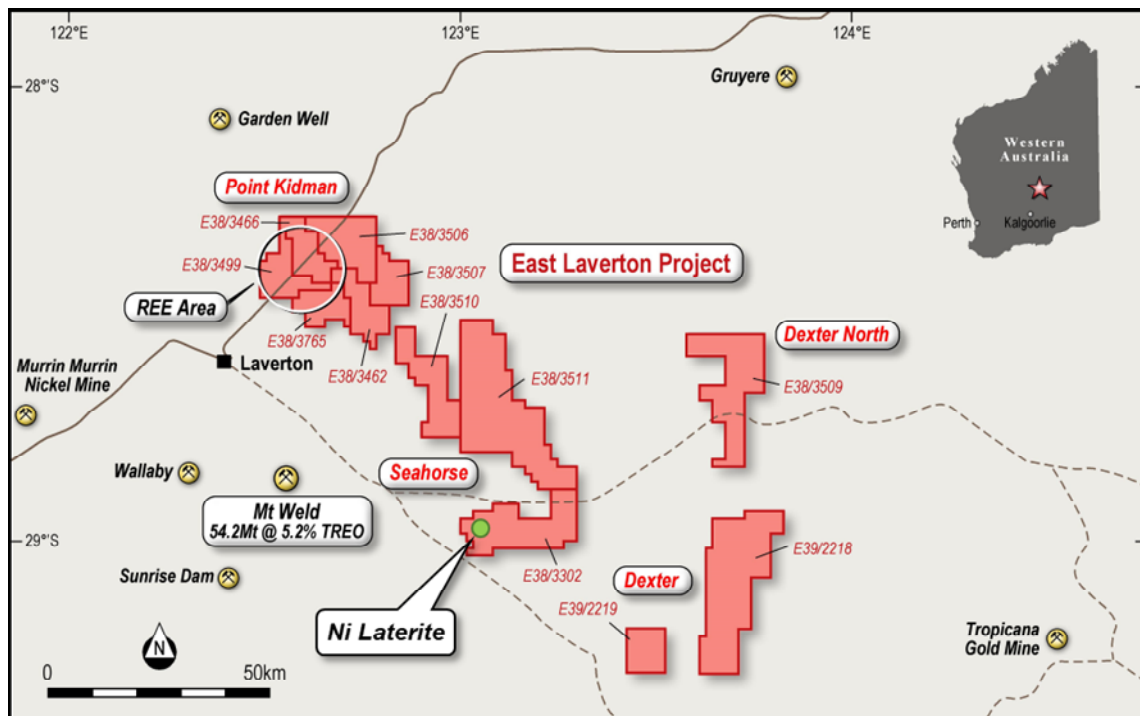 122°E
123°E
124°E
28°S
Gruyere
Garden Well
Western
Australia
Perth
Kalgoorlie
Point Kidman
E38/3466
E38/3506
E38/3499
E38/3507
East Laverton Project
REE Area
E38/3510
E38/3765
Dexter North
Laverton
E38/3462
E38/3511
E38/3509
Murrin Murrin
Nickel Mine
Wallaby
Seahorse
Mt Weld
54.2Mt @ 5.2% TREO
29°S
E39/2218
Sunrise Dam
E38/3302
Dexter
E39/2219
Ni Laterite
Tropicana
Gold Mine
N
0
50km